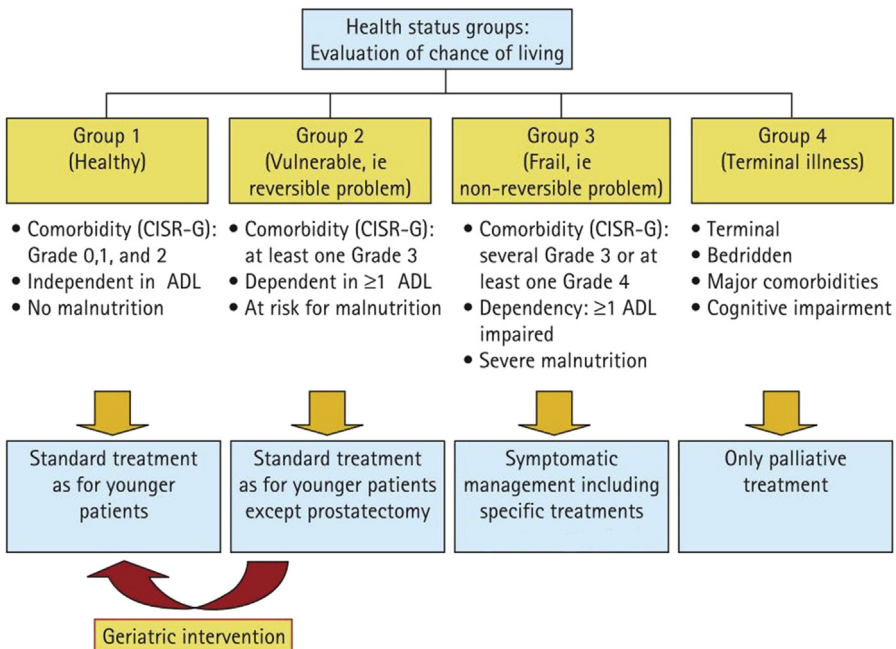 Health status groups:
Evaluation of chance of living
Group 1
(Healthy)
• Comorbidity (CISR-G):
Grade 0,1, and 2
• Independent in  ADL
• No malnutrition
Standard treatment
as for younger
patients
Group 2
(Vulnerable, ie
reversible problem)
• Comorbidity (CISR-G):
at least one Grade 3
• Dependent in ≥1  ADL
• At risk for malnutrition
Standard treatment
as for younger patients
except prostatectomy
Group 3
(Frail, ie
non-reversible problem)
• Comorbidity (CISR-G):
several Grade 3 or at
least one Grade 4
• Dependency: ≥1 ADL
impaired
• Severe malnutrition
Symptomatic
management including
specific treatments
Group 4
(Terminal illness)
• Terminal
• Bedridden
• Major comorbidities
• Cognitive impairment
Only palliative
treatment
Geriatric intervention